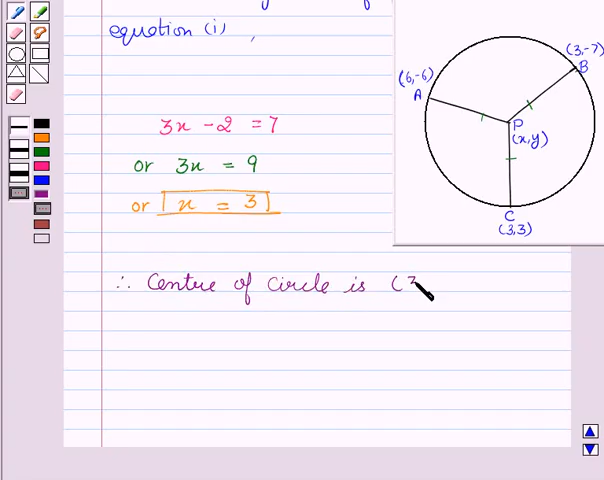 equation (i) ,
3x - 2 = 7
or 3x = 9
or x = 3
∴ Centre of circle is (3
(3,-7)
B
(6,-6)
A
P
(x,y)
C
(3,3)